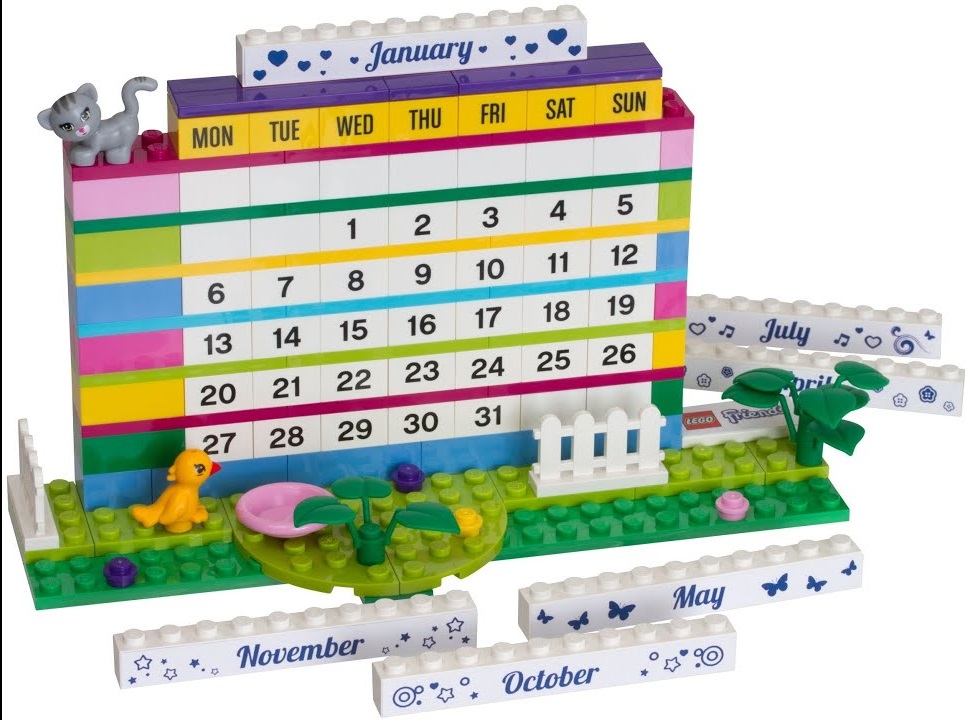 January
MON TUE WED THU FRI SAT SUN
1 2 3 4 5
6 7 8 9 10 11 12
13 14 15 16 17 18 19
20 21 22 23 24 25 26
27 28 29 30 31
July
April
LEGO Friends
May
November
October